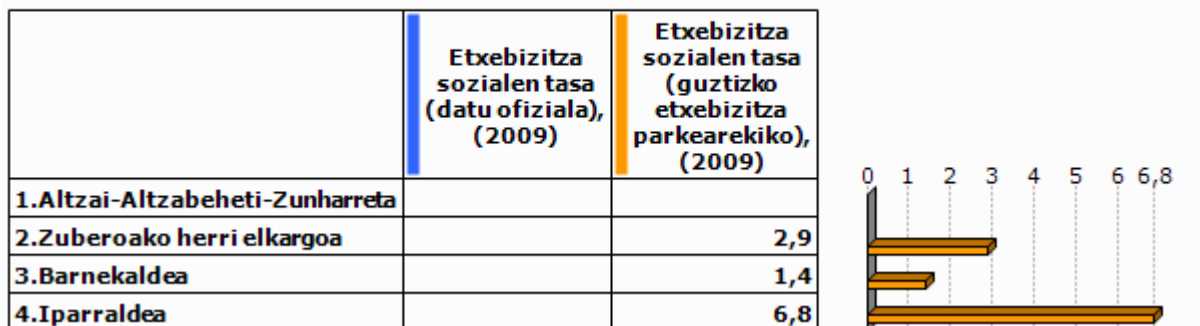 Etxebizitza
sozialen tasa
(datu ofiziala),
(2009)
Etxebizitza
sozialen tasa
(guztizko
etxebizitza
parkearekiko),
(2009)
0 1 2 3 4 5 6 6,8
1.Altzai-Altzabeheti-Zunharreta
2.Zuberoako herri elkargoa 2,9
3.Barnekaldea 1,4
4.Iparraldea 6,8